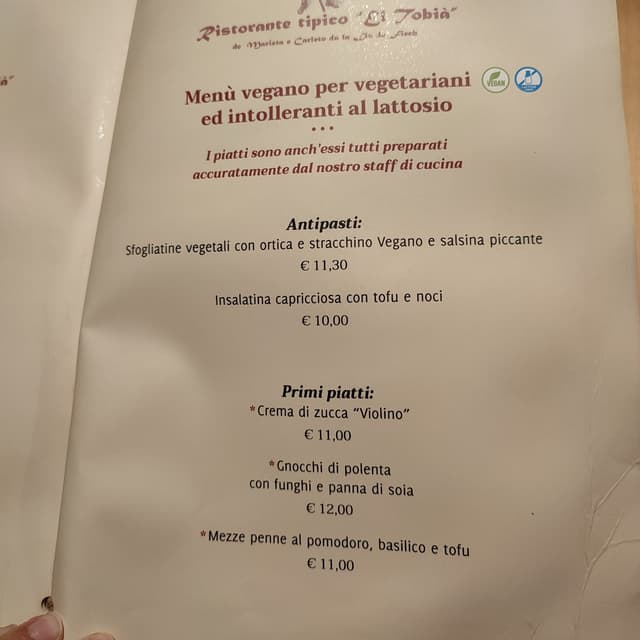 Ristorante tipico "Li Tobià"
Menù vegano per vegetariani
ed intolleranti al lattosio
VEGAN
I piatti sono anch'essi tutti preparati
accuratamente dal nostro staff di cucina
Antipasti:
Sfogliatine vegetali con ortica e stracchino Vegano e salsina piccante
€ 11,30
Insalatina capricciosa con tofu e noci
€ 10,00
Primi piatti:
*Crema di zucca “Violino”
€ 11,00
*Gnocchi di polenta
con funghi e panna di soia
€ 12,00
*Mezze penne al pomodoro, basilico e tofu
€ 11,00